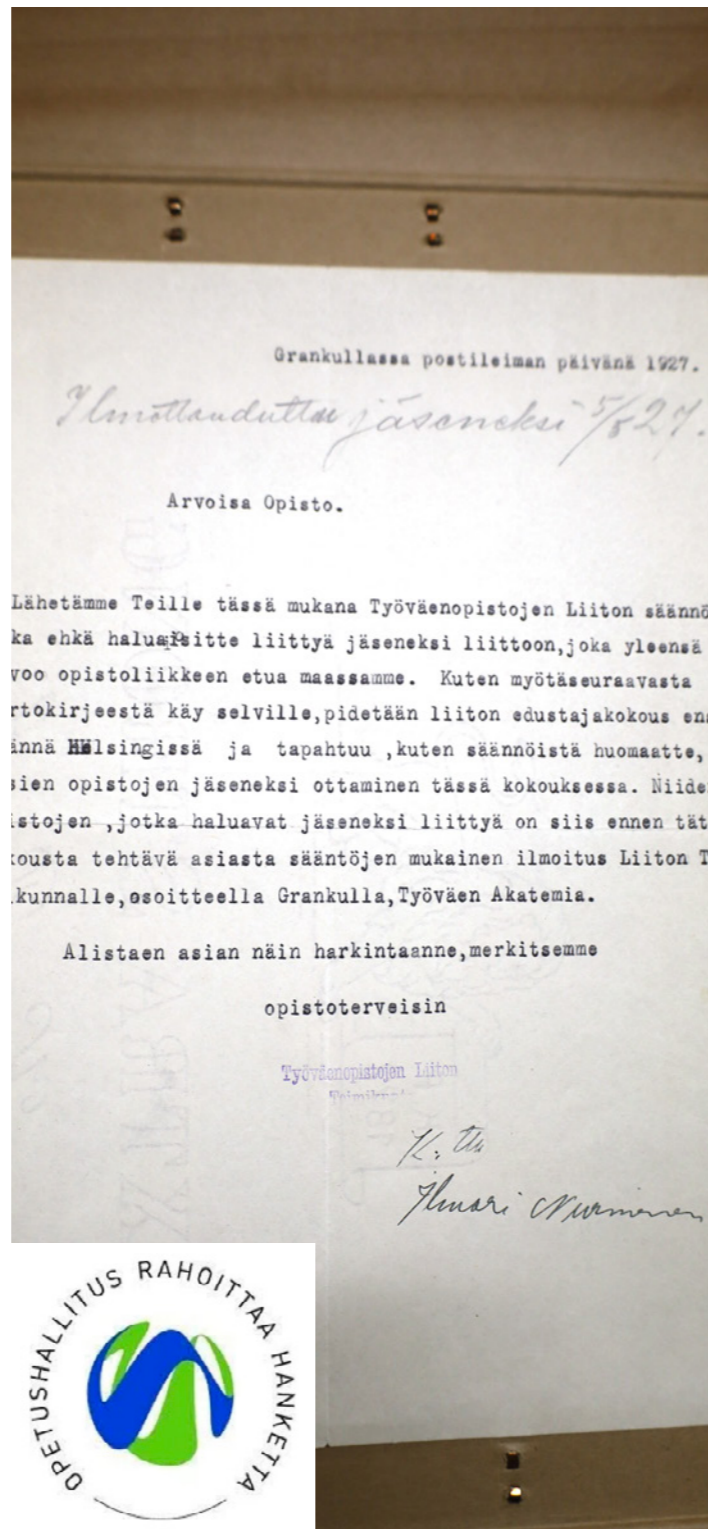 Grankullassa postileiman päivänä 1927.
Ilmottauduttu jäseneksi 5/8 27.
Arvoisa Opisto.
Lähetämme Teille tässä mukana Työväenopistojen Liiton säännö
ka ehkä haluaisitte liittyä jäseneksi liittoon,joka yleensä
voo opistoliikkeen etua maassamme. Kuten myötäseuraavasta
rtokirjeestä käy selville,pidetään liiton edustajakokous ens
ännä Helsingissä ja tapahtuu ,kuten säännöistä huomaatte,
sien opistojen jäseneksi ottaminen tässä kokouksessa. Niide
istojen ,jotka haluavat jäseneksi liittyä on siis ennen tät
kousta tehtävä asiasta sääntöjen mukainen ilmoitus Liiton T
kunnalle,osoitteella Grankulla,Työväen Akatemia.
Alistaen asian näin harkintaanne,merkitsemme
opistoterveisin
Työväenopistojen Liiton
Ilmari Nurminen
OPETUSHALLITUS RAHOITTAA HANKETTA